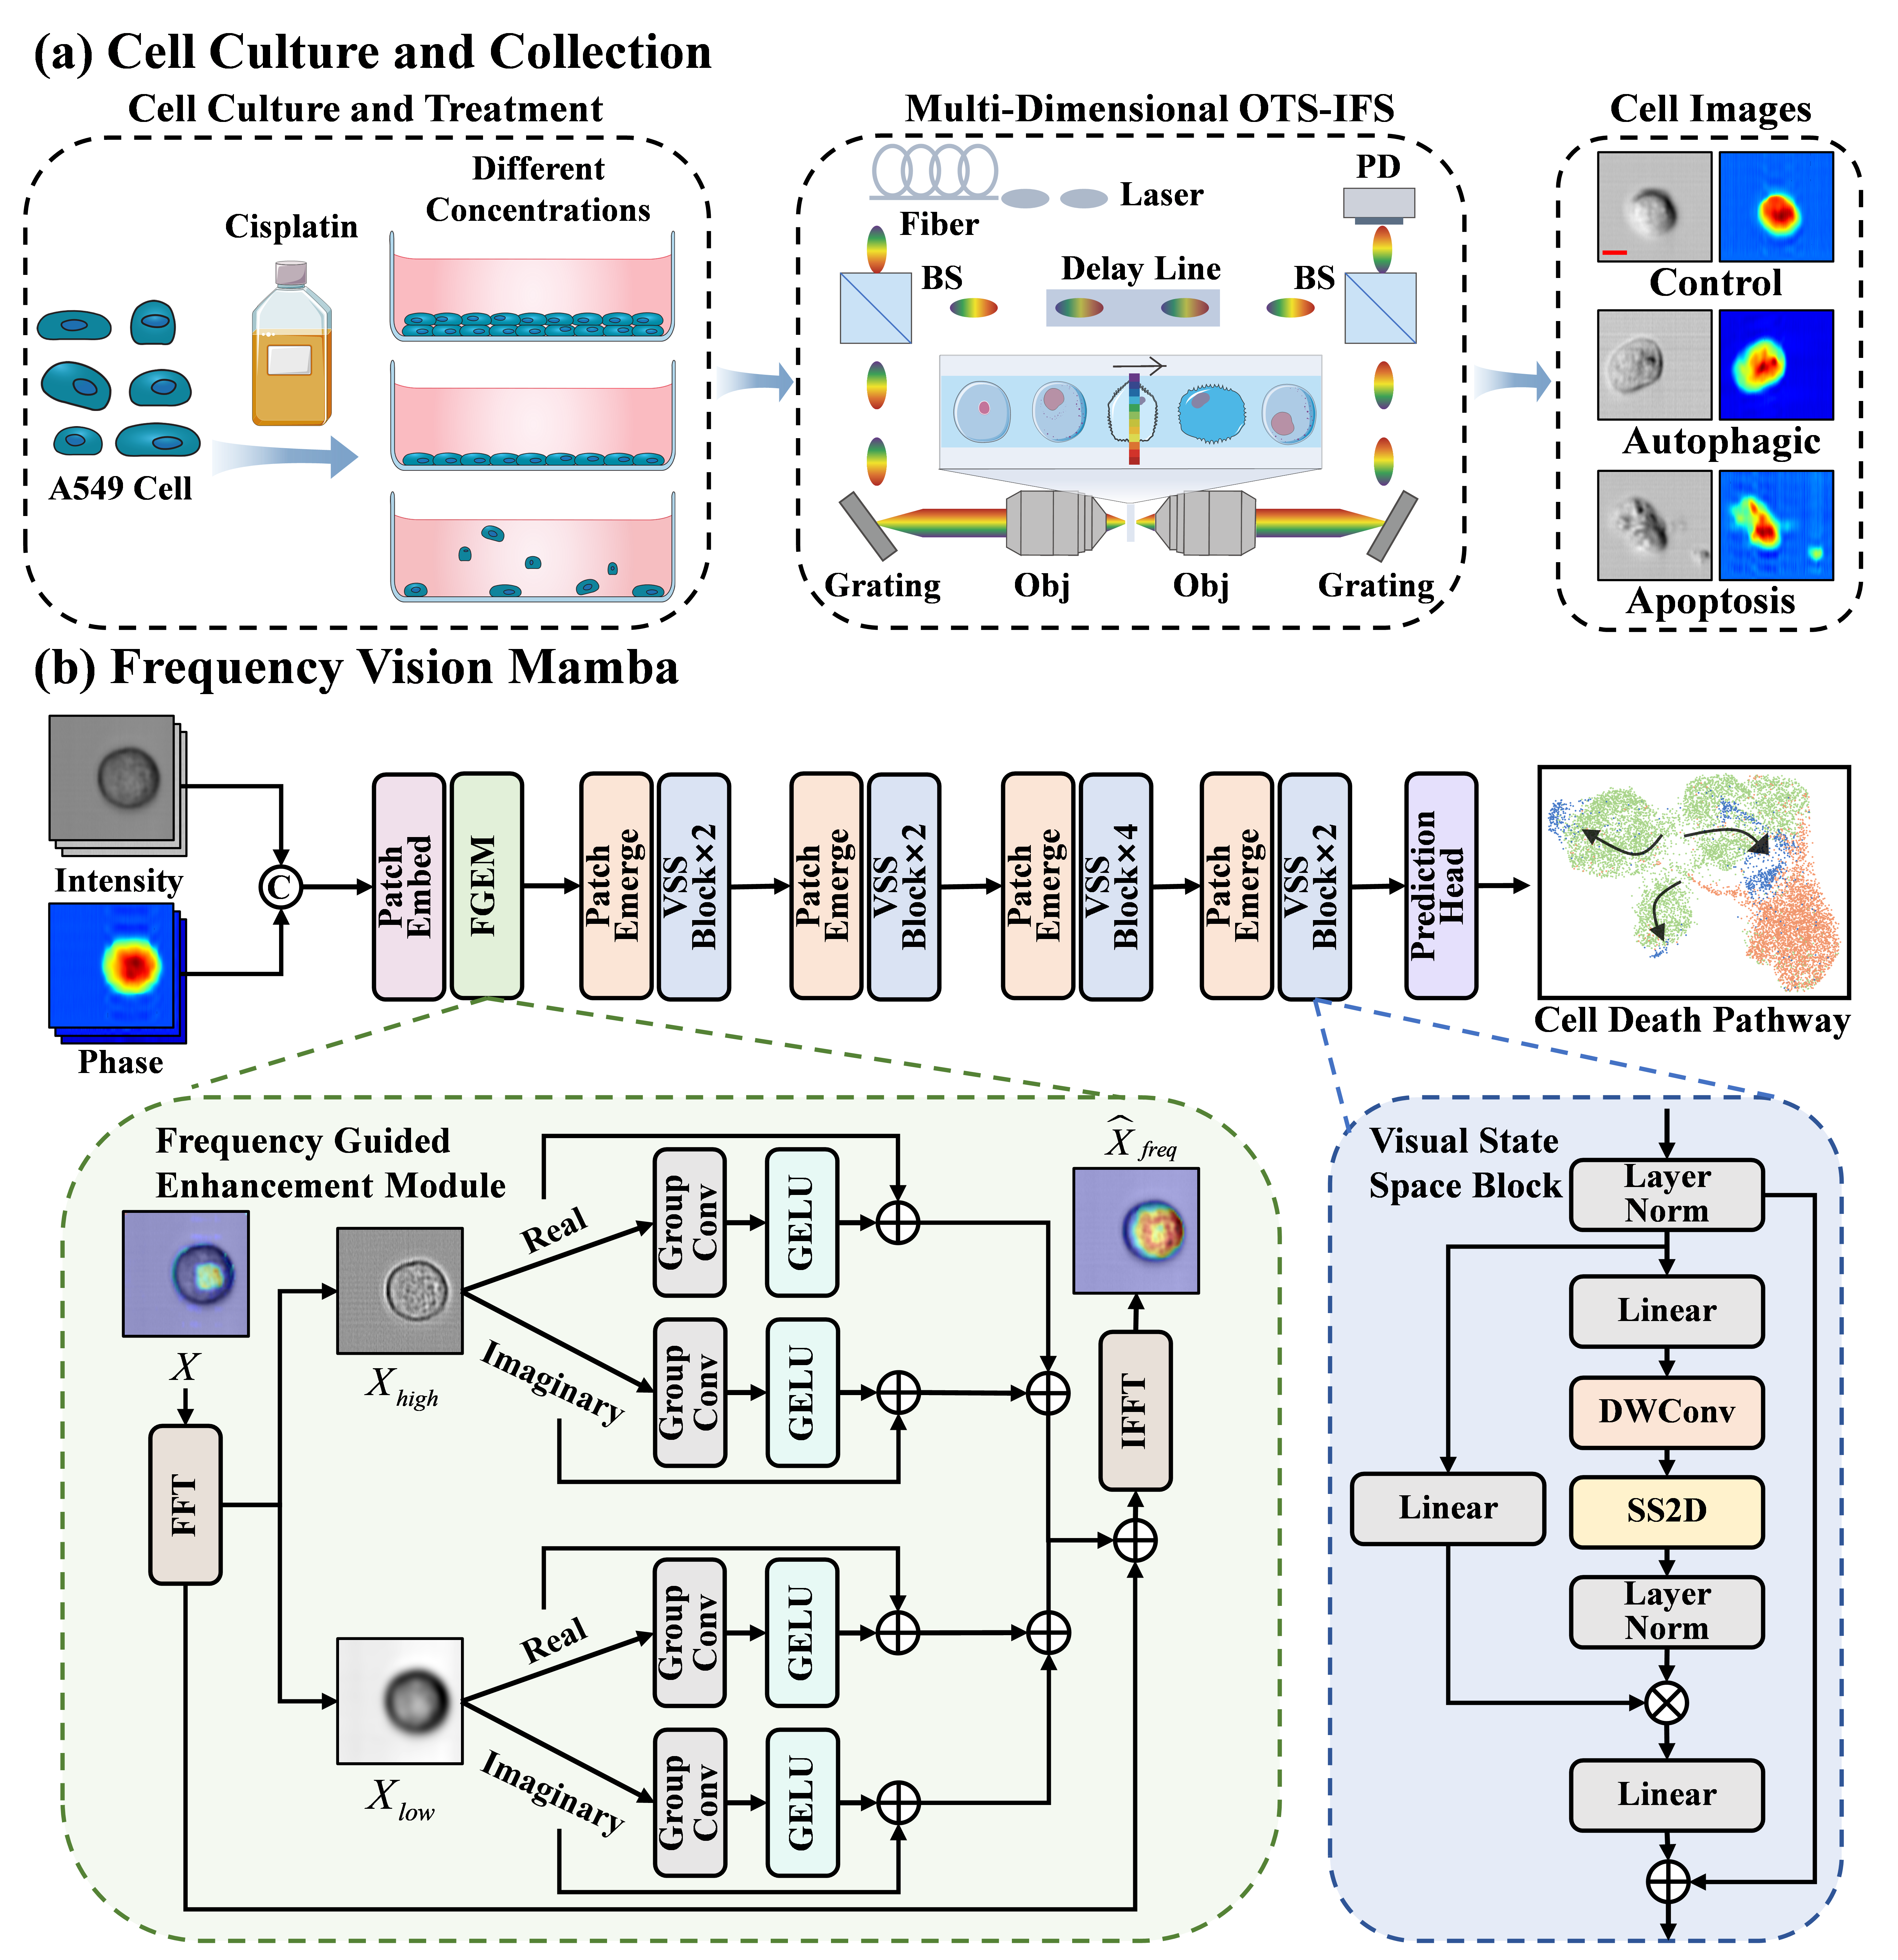 (a) Cell Culture and Collection
Cell Culture and Treatment
Different
Concentrations
Cisplatin
A549 Cell
Multi-Dimensional OTS-IFS
Fiber
Laser
PD
BS
Delay Line
BS
Grating
Obj
Obj
Grating
Cell Images
Control
Autophagic
Apoptosis
(b) Frequency Vision Mamba
Intensity
Phase
C
Patch
Embed
FGEM
Patch
Emerge
VSS
Block×2
Patch
Emerge
VSS
Block×2
Patch
Emerge
VSS
Block×4
Patch
Emerge
VSS
Block×2
Prediction
Head
Cell Death Pathway
Frequency Guided
Enhancement Module
X
FFT
X high
X low
Real
Imaginary
Group
Conv
GELU
Group
Conv
GELU
Real
Imaginary
Group
Conv
GELU
Group
Conv
GELU
X̂ freq
IFFT
Visual State
Space Block
Layer
Norm
Linear
DWConv
Linear
SS2D
Layer
Norm
Linear